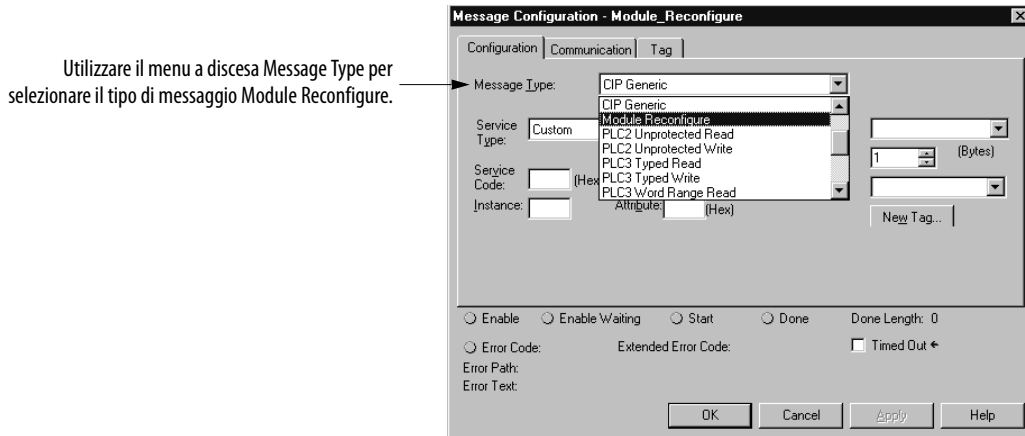 Message Configuration - Module_Reconfigure
Configuration Communication Tag
Utilizzare il menu a discesa Message Type per
selezionare il tipo di messaggio Module Reconfigure.
Message Type: CIP Generic
CIP Generic
Module Reconfigure
PLC2 Unprotected Read
PLC2 Unprotected Write
PLC3 Typed Read
PLC3 Typed Write
PLC3 Word Range Read
Service
Type: Custom
1 (Bytes)
Service
Code: (Hex
Instance: Attribute: (Hex)
New Tag...
Enable Enable Waiting Start Done Done Length: 0
Error Code: Extended Error Code: Timed Out ←
Error Path:
Error Text:
OK Cancel Apply Help